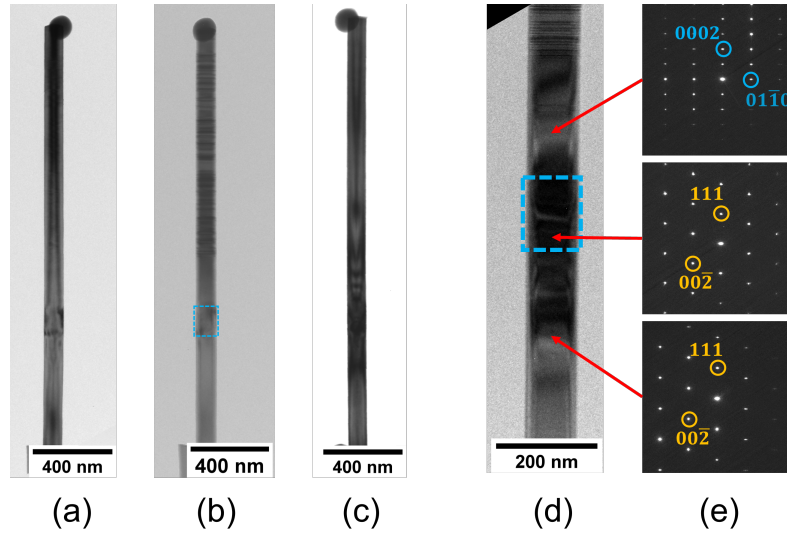 0002
011̅0
111
002̅
111
002̅
400 nm
400 nm
400 nm
200 nm
(a)
(b)
(c)
(d)
(e)